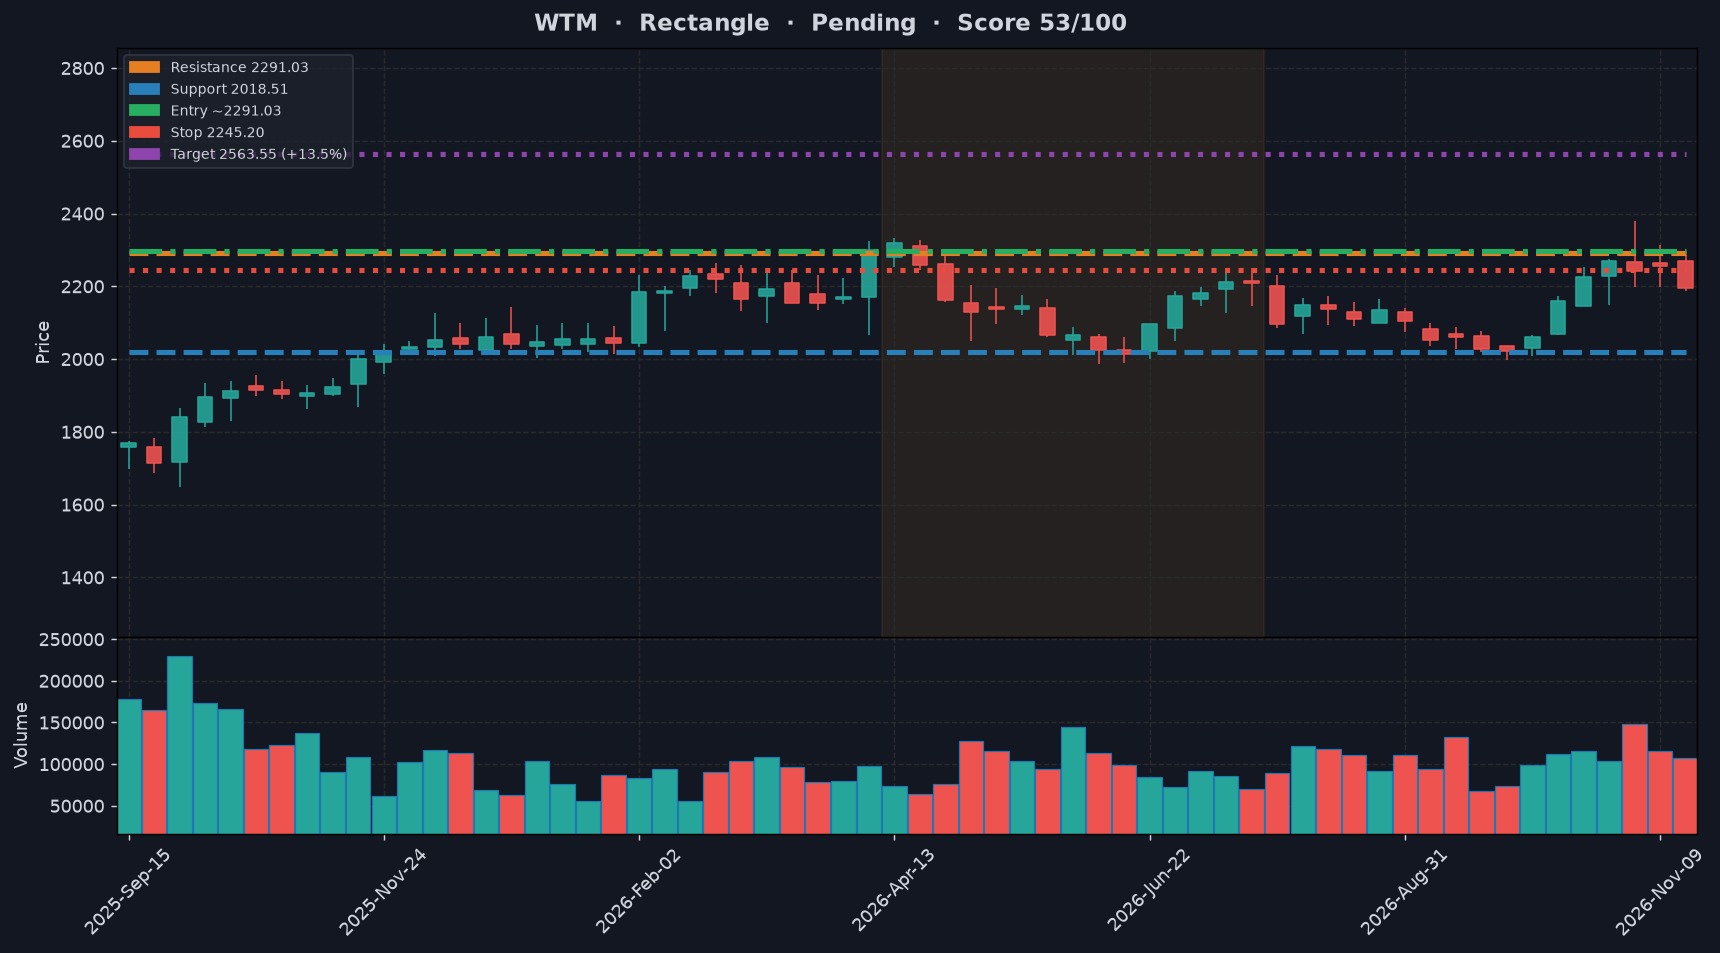 WTM · Rectangle · Pending · Score 53/100
Resistance 2291.03
Support 2018.51
Entry ~2291.03
Stop 2245.20
Target 2563.55 (+13.5%)
Price
2800
2600
2400
2200
2000
1800
1600
1400
Volume
250000
200000
150000
100000
50000
2025-Sep-15
2025-Nov-24
2026-Feb-02
2026-Apr-13
2026-Jun-22
2026-Aug-31
2026-Nov-09